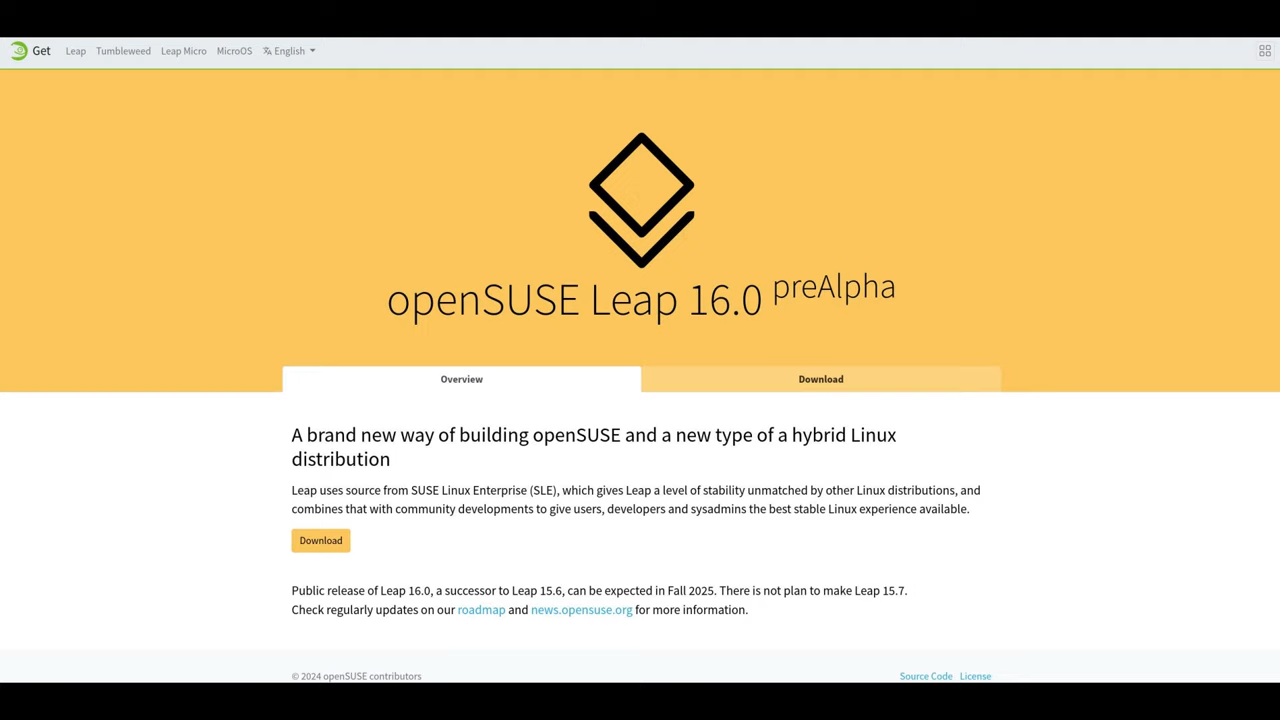 Get Leap Tumbleweed Leap Micro MicroOS English
openSUSE Leap 16.0 preAlpha
Overview Download
A brand new way of building openSUSE and a new type of a hybrid Linux
distribution
Leap uses source from SUSE Linux Enterprise (SLE), which gives Leap a level of stability unmatched by other Linux distributions, and
combines that with community developments to give users, developers and sysadmins the best stable Linux experience available.
Download
Public release of Leap 16.0, a successor to Leap 15.6, can be expected in Fall 2025. There is not plan to make Leap 15.7.
Check regularly updates on our roadmap and news.opensuse.org for more information.
© 2024 openSUSE contributors Source Code License